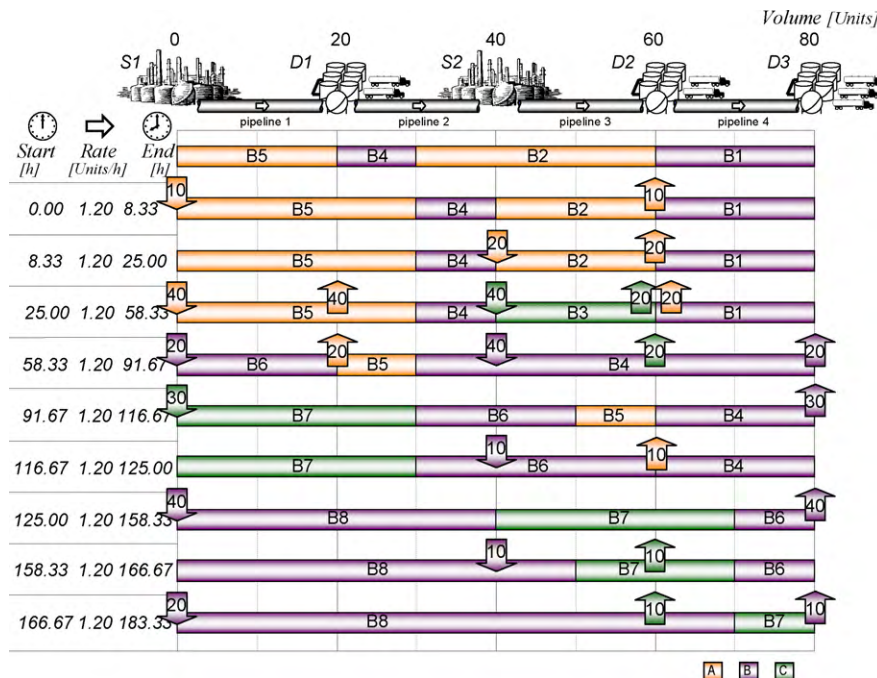 Volume [Units]
0 20 40 60 80
S1 D1 S2 D2 D3
pipeline 1 pipeline 2 pipeline 3 pipeline 4
Start Rate End
[h] [Units/h] [h]
B5 B4 B2 B1
10 10
0.00 1.20 8.33 B5 B4 B2 B1
20 20
8.33 1.20 25.00 B5 B4 B2 B1
40 40 40 20 20
25.00 1.20 58.33 B5 B4 B3 B1
20 20 40 20 20
58.33 1.20 91.67 B6 B5 B4
30 30
91.67 1.20 116.67 B7 B6 B5 B4
10 10
116.67 1.20 125.00 B7 B6 B4
40 40
125.00 1.20 158.33 B8 B7 B6
10 10
158.33 1.20 166.67 B8 B7 B6
20 10 10
166.67 1.20 183.33 B8 B7
A B C